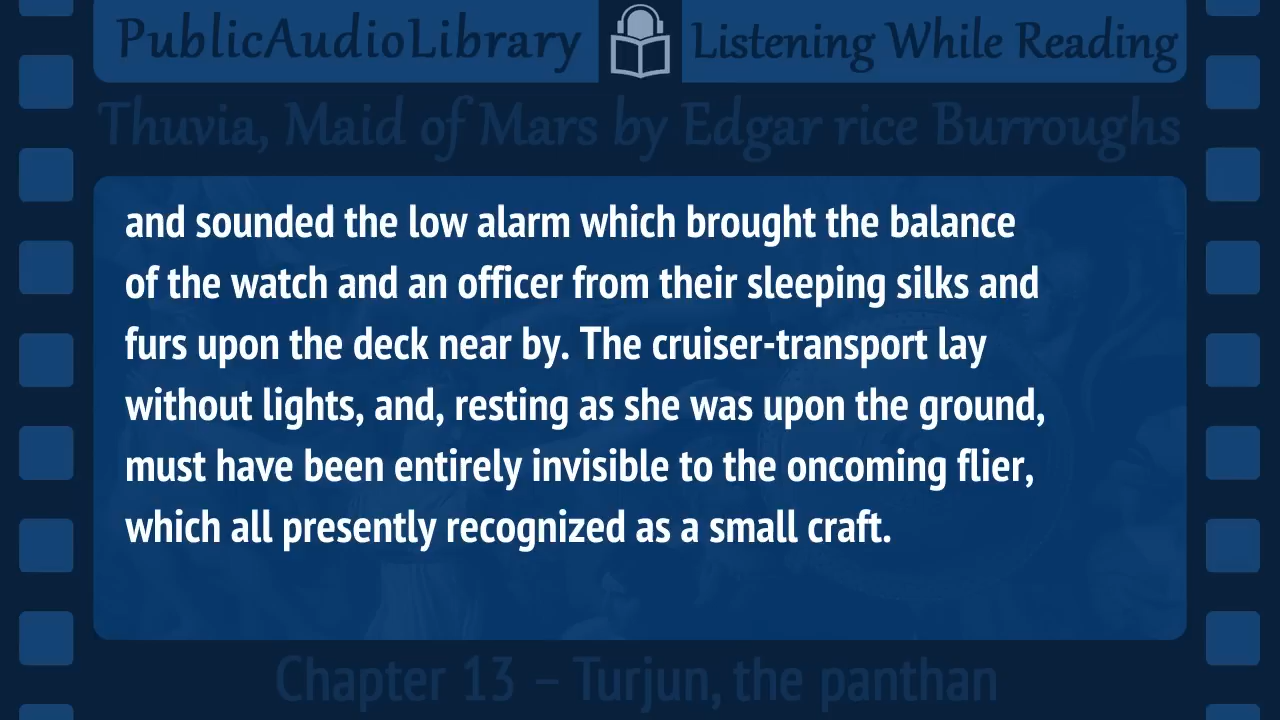 PublicAudioLibrary Listening While Reading
Thuvia, Maid of Mars by Edgar rice Burroughs
and sounded the low alarm which brought the balance
of the watch and an officer from their sleeping silks and
furs upon the deck near by. The cruiser-transport lay
without lights, and, resting as she was upon the ground,
must have been entirely invisible to the oncoming flier,
which all presently recognized as a small craft.
Chapter 13 – Turjun, the panthan